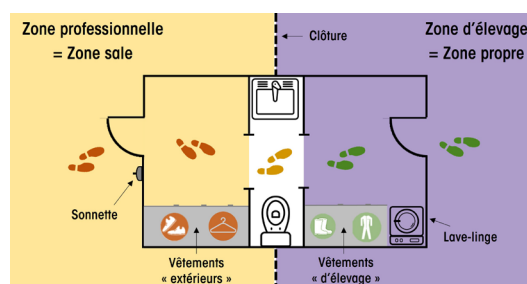 Zone professionnelle
= Zone sale
Clôture
Zone d'élevage
= Zone propre
Sonnette
Vêtements
« extérieurs »
Vêtements
« d'élevage »
Lave-linge